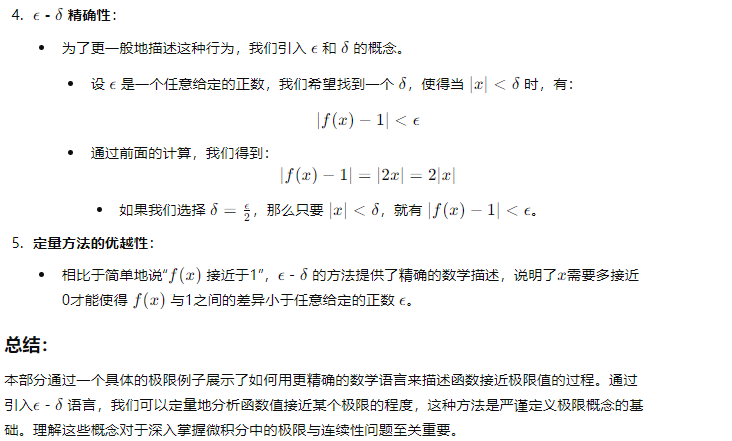 4. ϵ - δ 精确性：
• 为了更一般地描述这种行为，我们引入 ϵ 和 δ 的概念。
• 设 ϵ 是一个任意给定的正数，我们希望找到一个 δ，使得当 |x| < δ 时，有：
|f(x) − 1| < ϵ
• 通过前面的计算，我们得到：
|f(x) − 1| = |2x| = 2|x|
• 如果我们选择 δ = ϵ/2，那么只要 |x| < δ，就有 |f(x) − 1| < ϵ。
5. 定量方法的优越性：
• 相比于简单地说“f(x) 接近于1”，ϵ - δ 的方法提供了精确的数学描述，说明了x需要多接近
0才能使得 f(x) 与1之间的差异小于任意给定的正数 ϵ。
总结：
本部分通过一个具体的极限例子展示了如何用更精确的数学语言来描述函数接近极限值的过程。通过
引入ϵ - δ 语言，我们可以定量地分析函数值接近某个极限的程度，这种方法是严谨定义极限概念的基
础。理解这些概念对于深入掌握微积分中的极限与连续性问题至关重要。